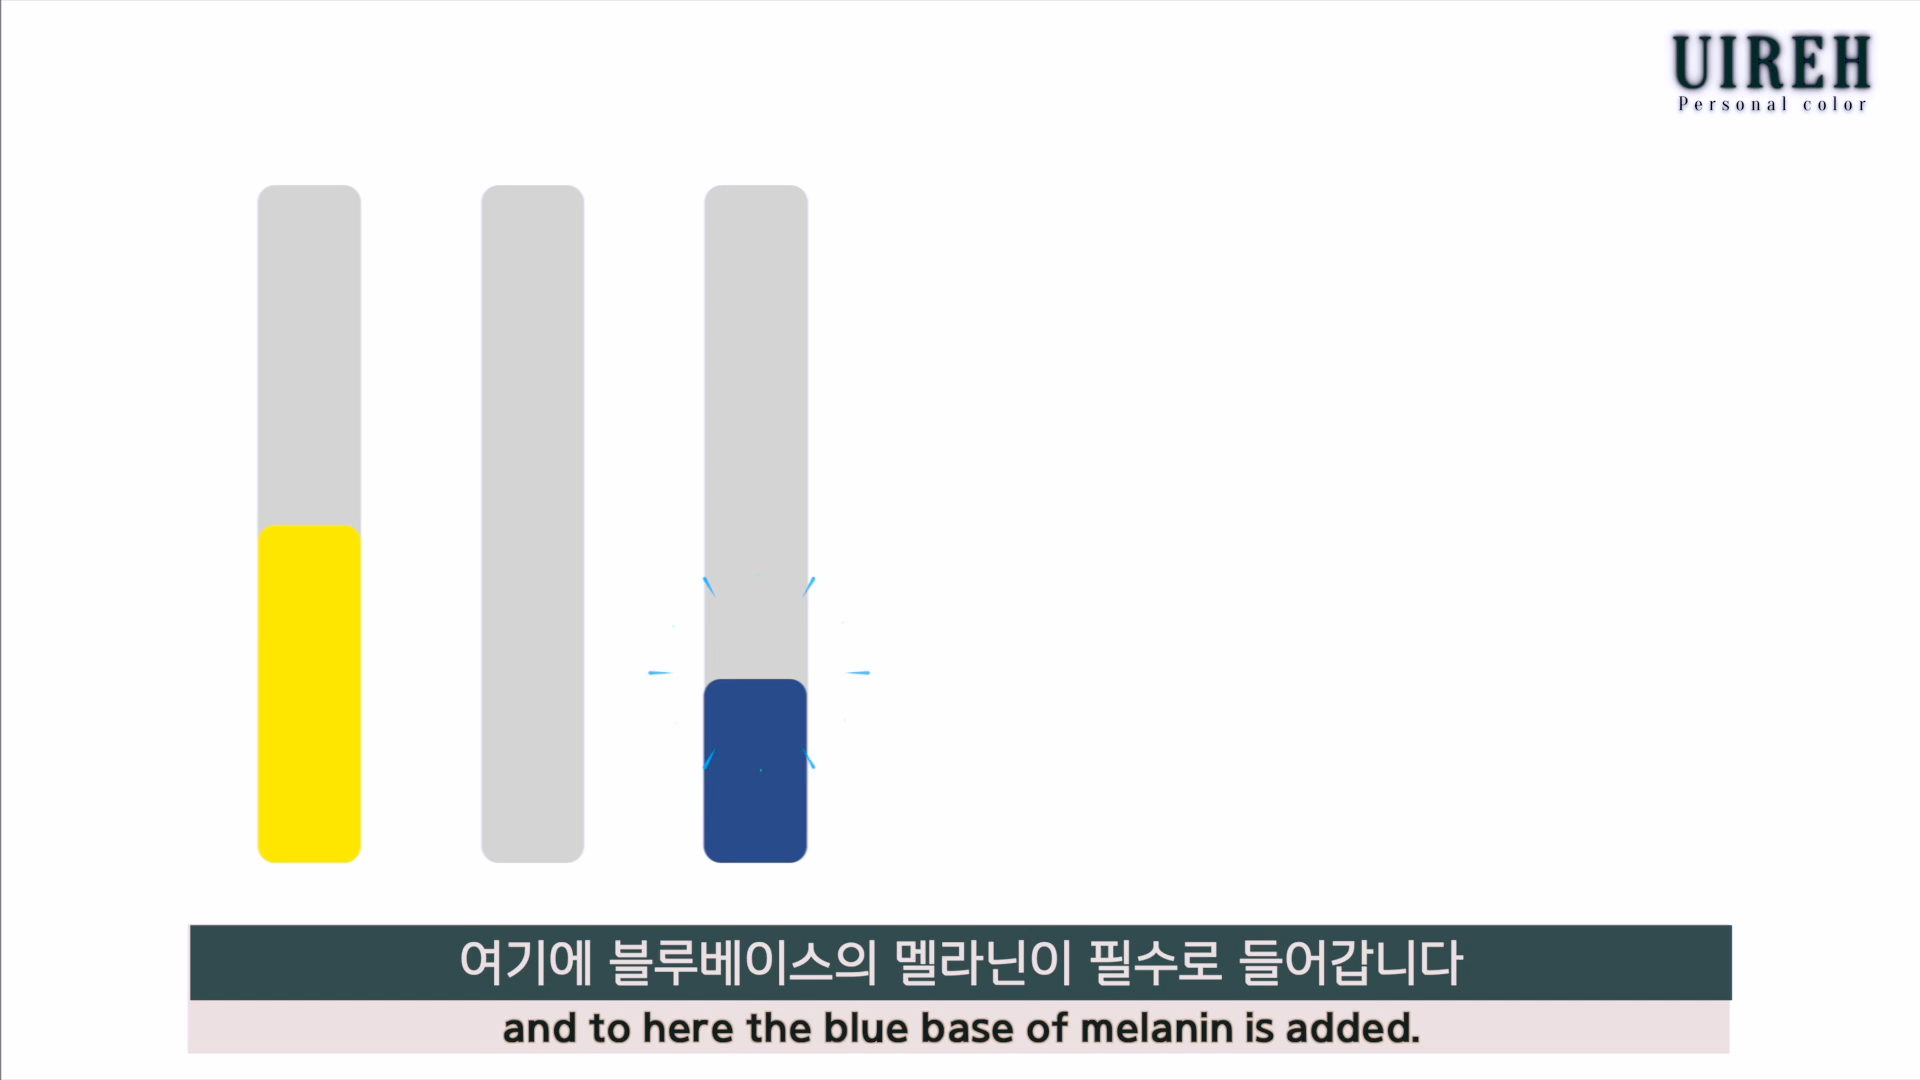 UIREH
Personal color
여기에 블루베이스의 멜라닌이 필수로 들어갑니다
and to here the blue base of melanin is added.